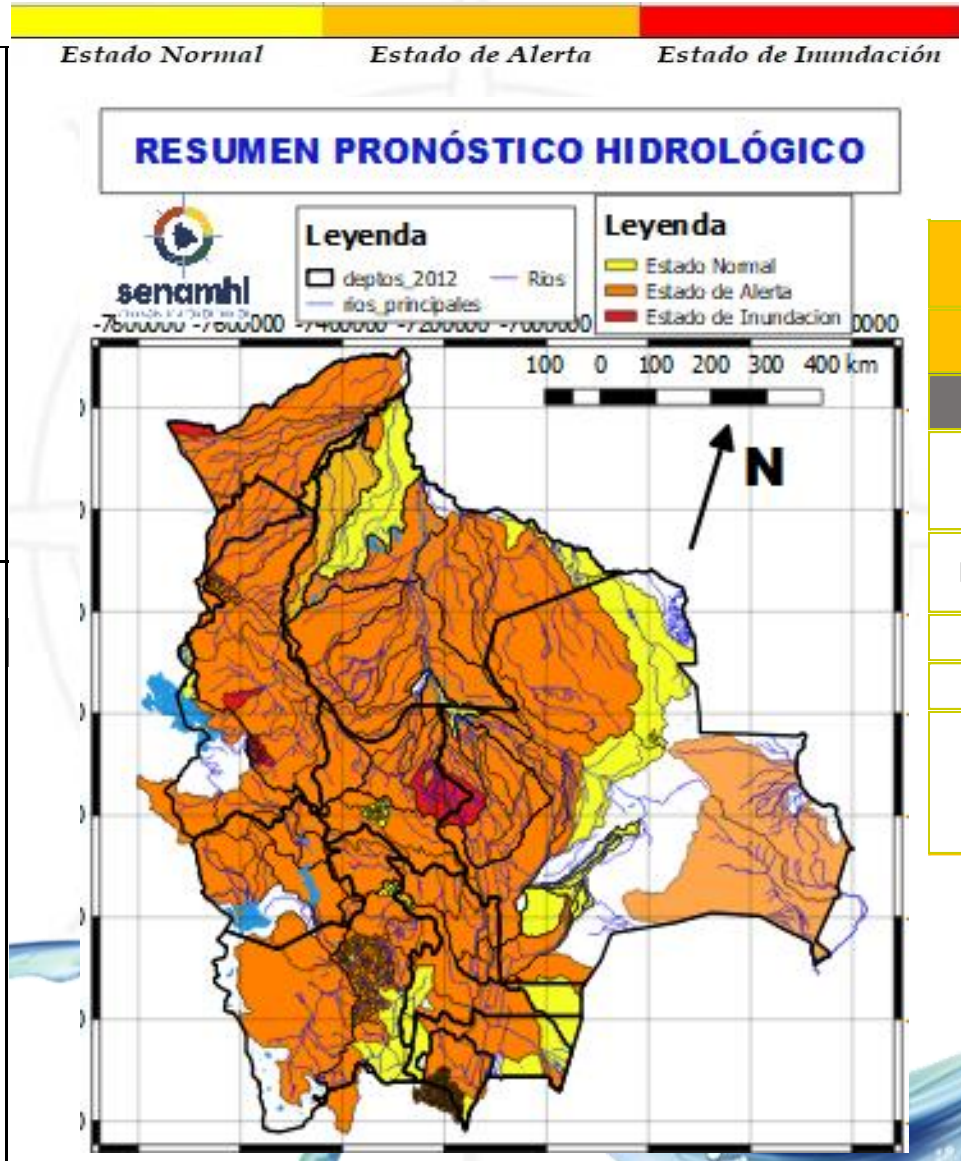 Estado Normal Estado de Alerta Estado de Inundación
RESUMEN PRONÓSTICO HIDROLÓGICO
senamhi
Leyenda
deptos_2012 Rios
rios_principales
Leyenda
Estado Normal
Estado de Alerta
Estado de Inundacion
-7800000 -7600000 -7400000 -7200000 -7000000
100 0 100 200 300 400 km
N